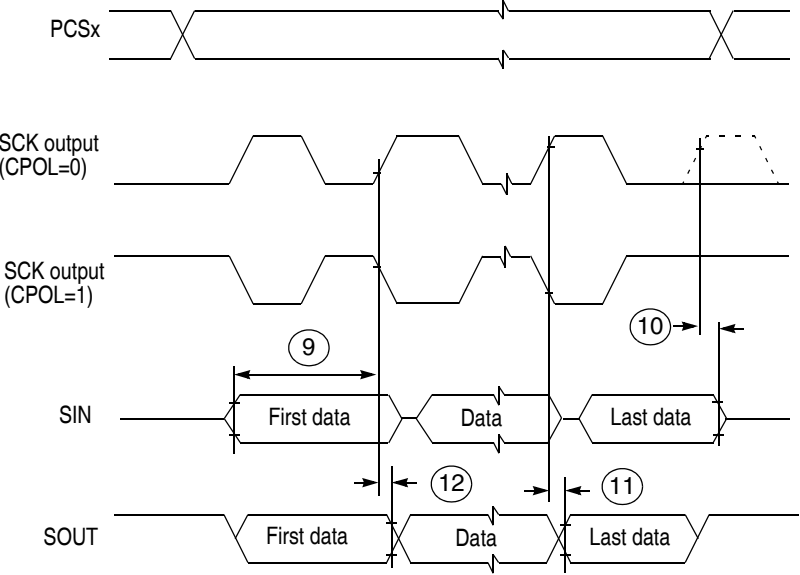 PCSx
SCK output
(CPOL=0)
SCK output
(CPOL=1)
10
9
SIN
First data
Data
Last data
12
11
SOUT
First data
Data
Last data